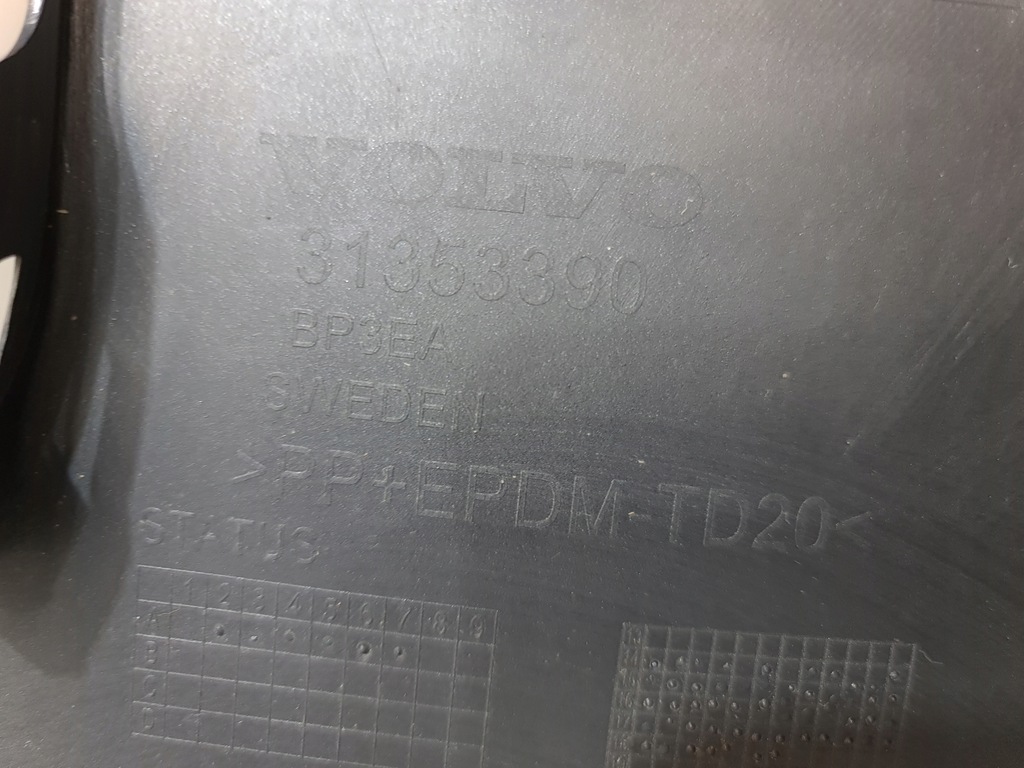 VOLVO
31353390
BP3EA
SWEDEN
>PP+EPDM-TD20<
STATUS
1 2 3 4 5 6 7 8 9
A
B
C
D